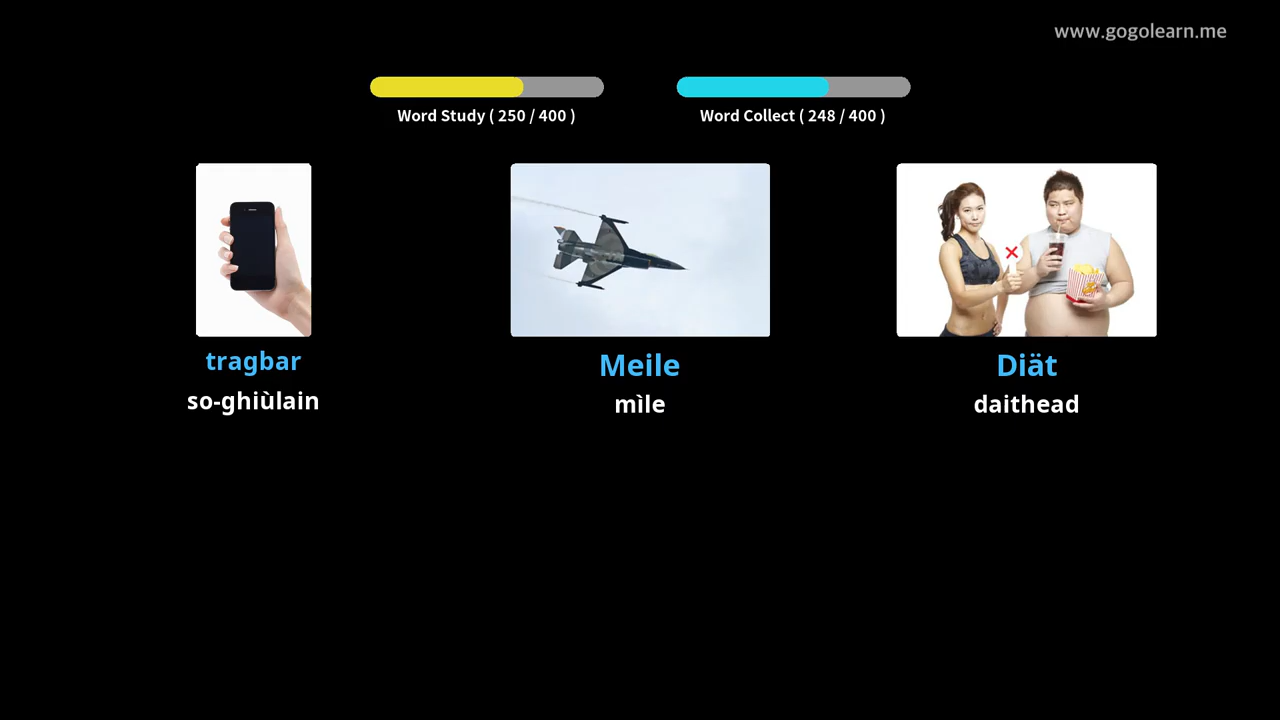 www.gogolearn.me
Word Study ( 250 / 400 )
Word Collect ( 248 / 400 )
tragbar
so-ghiùlain
Meile
mìle
Diät
daithead